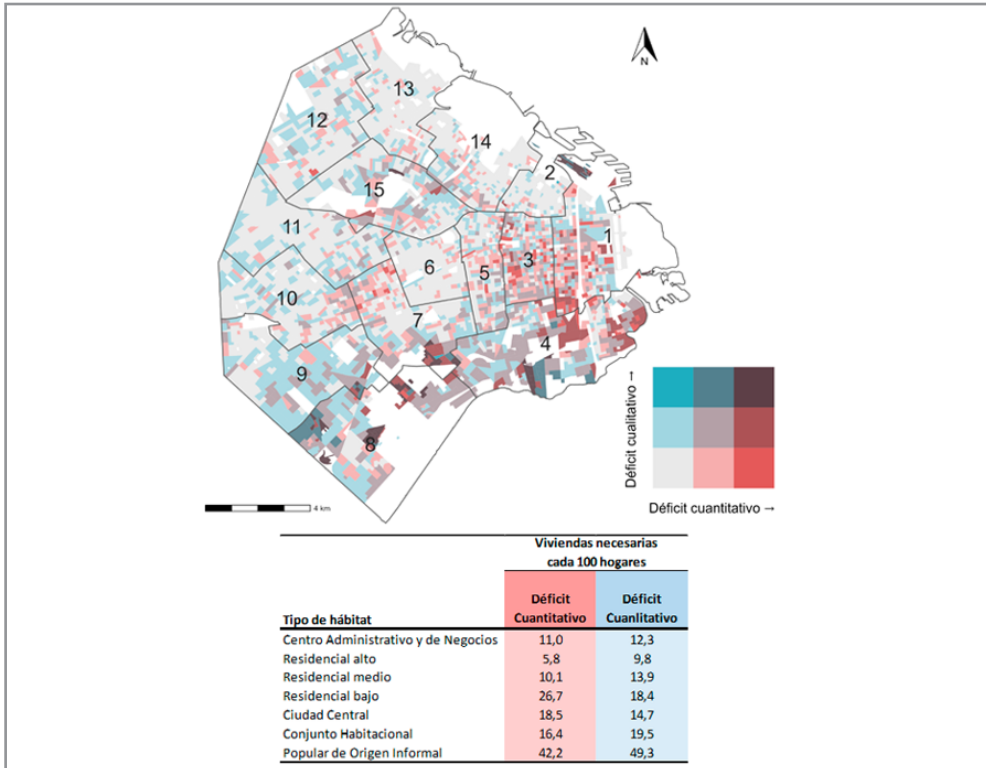 N
13
12
14
2
15
11
1
6
3
5
10
7
4
9
8
Déficit cualitativo →
Déficit cuantitativo →
4 km
Viviendas necesarias
cada 100 hogares
Tipo de hábitat Déficit Cuantitativo Déficit Cuanlitativo
Centro Administrativo y de Negocios 11,0 12,3
Residencial alto 5,8 9,8
Residencial medio 10,1 13,9
Residencial bajo 26,7 18,4
Ciudad Central 18,5 14,7
Conjunto Habitacional 16,4 19,5
Popular de Origen Informal 42,2 49,3